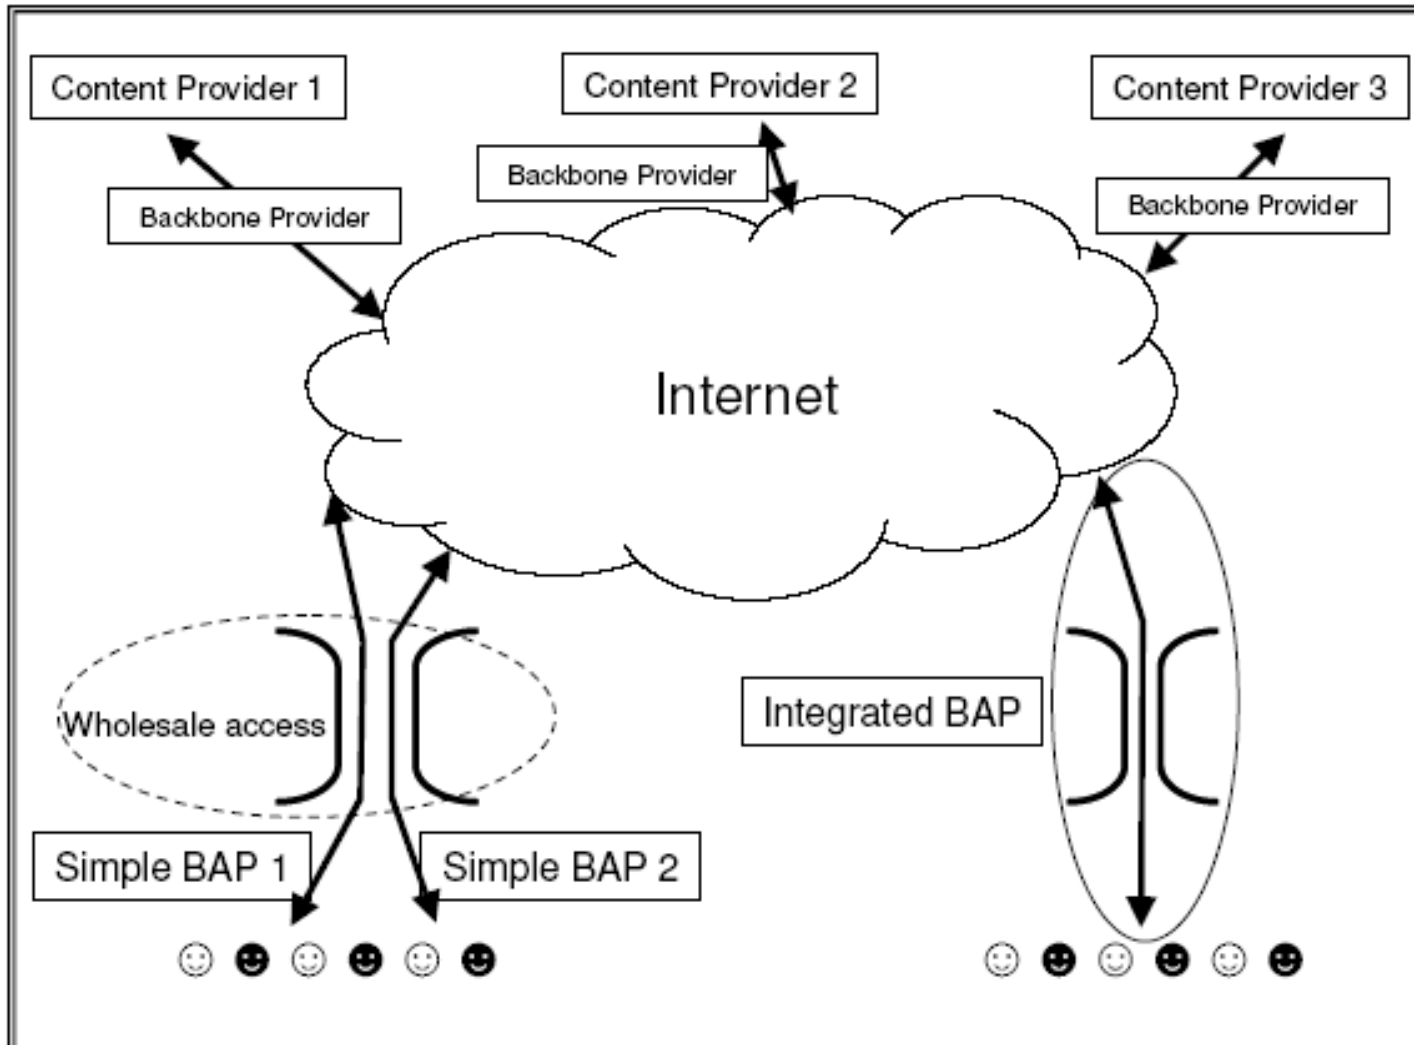 Content Provider 1
Content Provider 2
Content Provider 3
Backbone Provider
Backbone Provider
Backbone Provider
Internet
Wholesale access
Integrated BAP
Simple BAP 1
Simple BAP 2